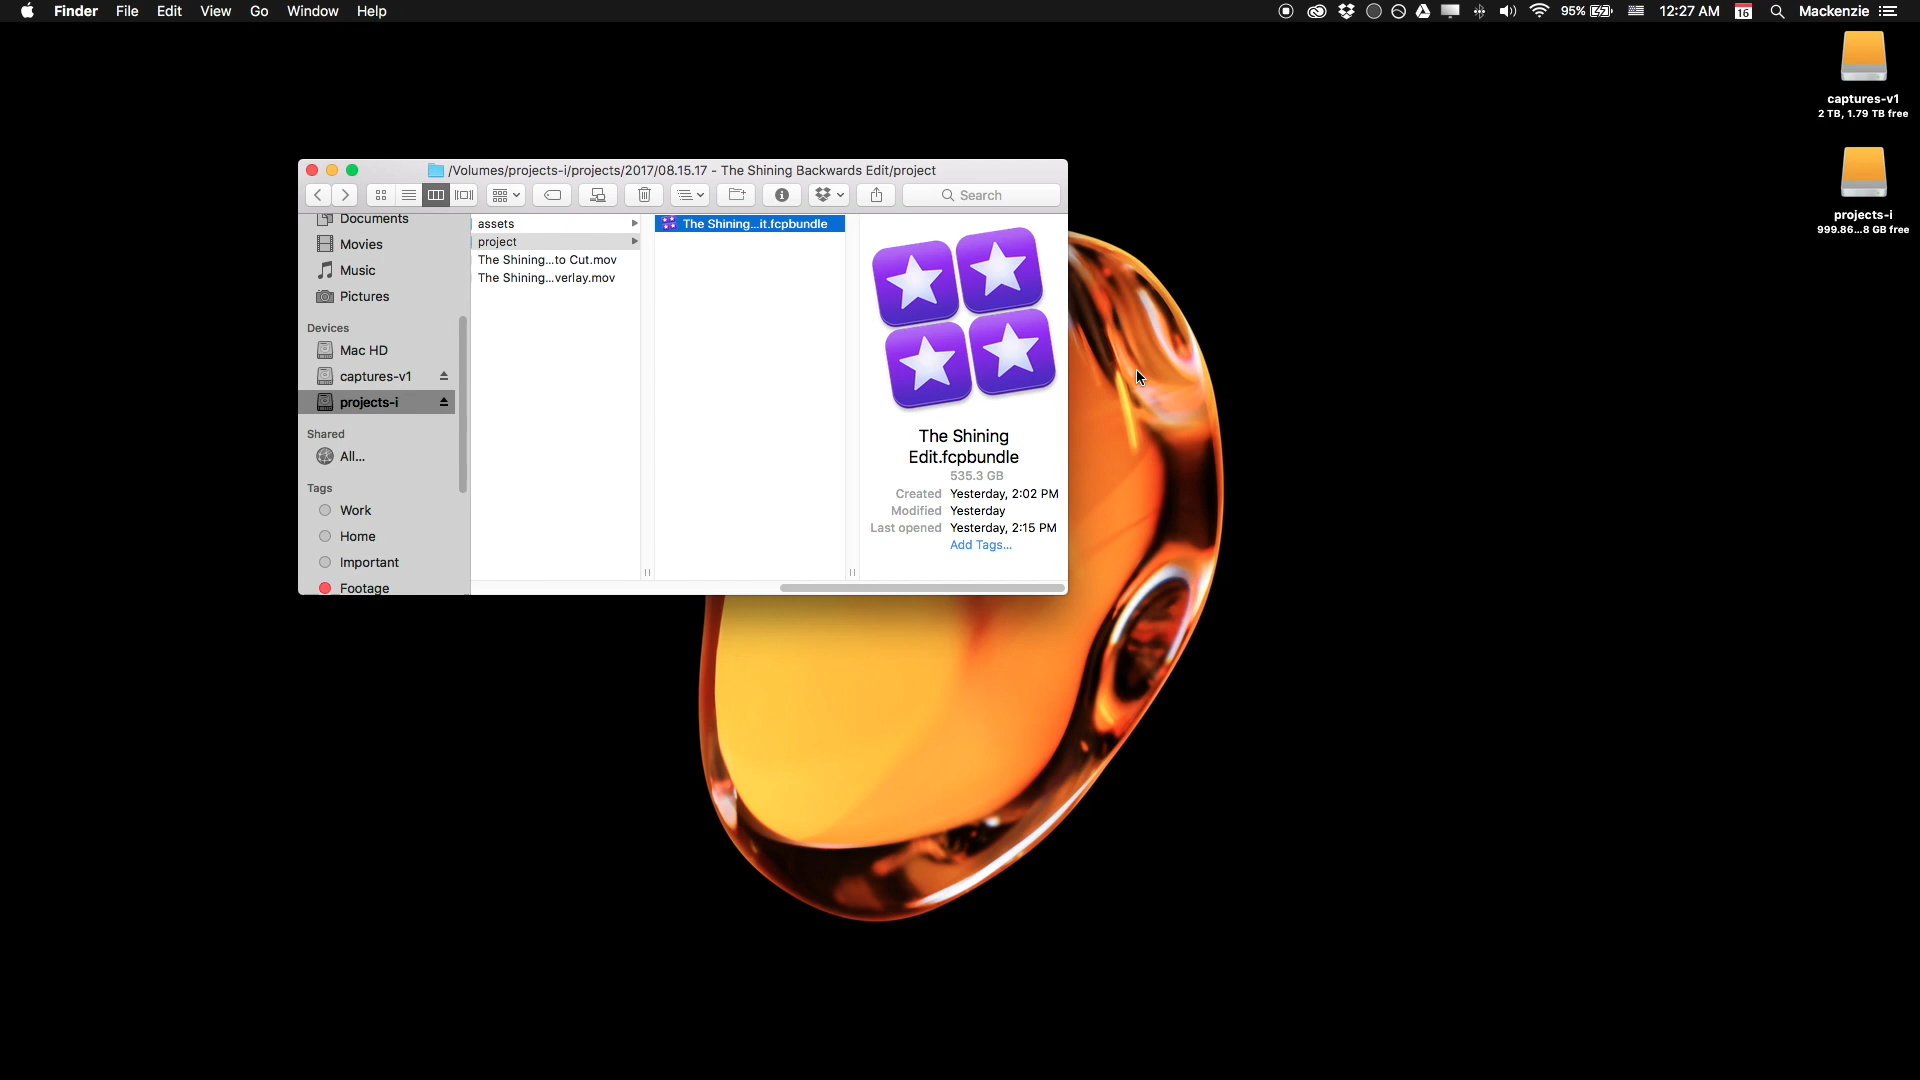 Finder File Edit View Go Window Help 95% 12:27 AM 16 Mackenzie
captures-v1
2 TB, 1.79 TB free
projects-i
999.86...8 GB free
/Volumes/projects-i/projects/2017/08.15.17 - The Shining Backwards Edit/project
Search
Documents
Movies
Music
Pictures
Devices
Mac HD
captures-v1
projects-i
Shared
All...
Tags
Work
Home
Important
Footage
assets
project
The Shining...to Cut.mov
The Shining...verlay.mov
The Shining...it.fcpbundle
The Shining
Edit.fcpbundle
535.3 GB
Created Yesterday, 2:02 PM
Modified Yesterday
Last opened Yesterday, 2:15 PM
Add Tags...